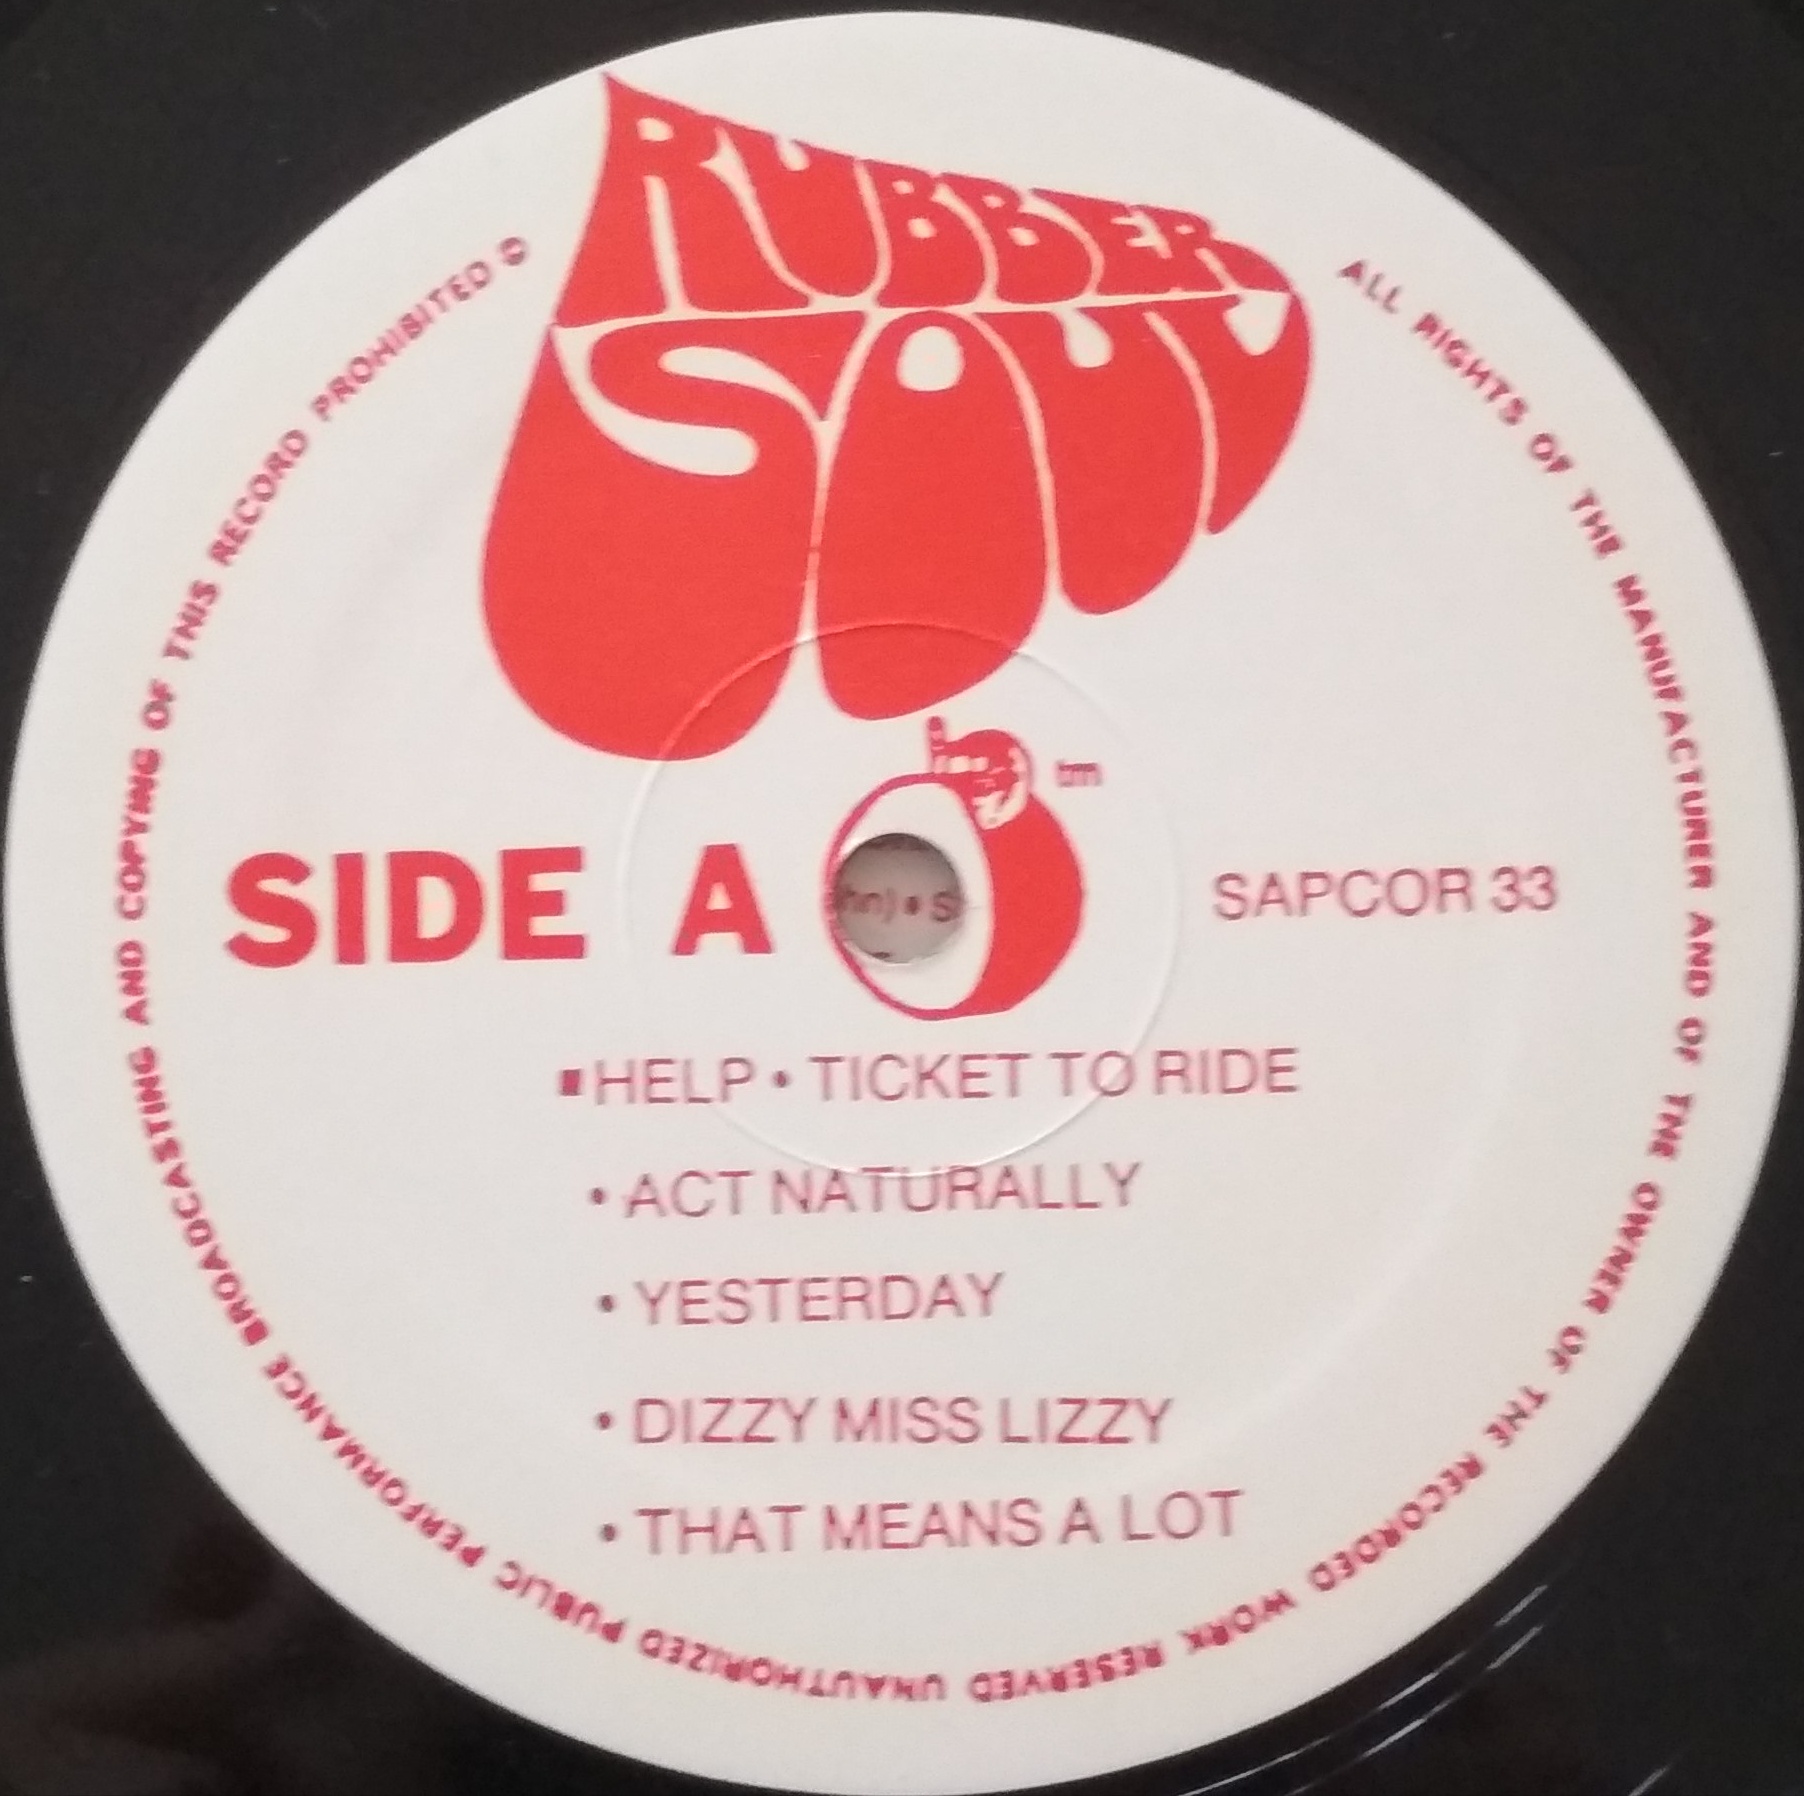 RUBBER
SOUL
tm
SIDE A
SAPCOR 33
HELP • TICKET TO RIDE
• ACT NATURALLY
• YESTERDAY
• DIZZY MISS LIZZY
• THAT MEANS A LOT
ALL RIGHTS OF THE MANUFACTURER AND OF THE OWNER OF THE RECORDED WORK RESERVED UNAUTHORIZED PUBLIC PERFORMANCE BROADCASTING AND COPYING OF THIS RECORD PROHIBITED
hn) • S